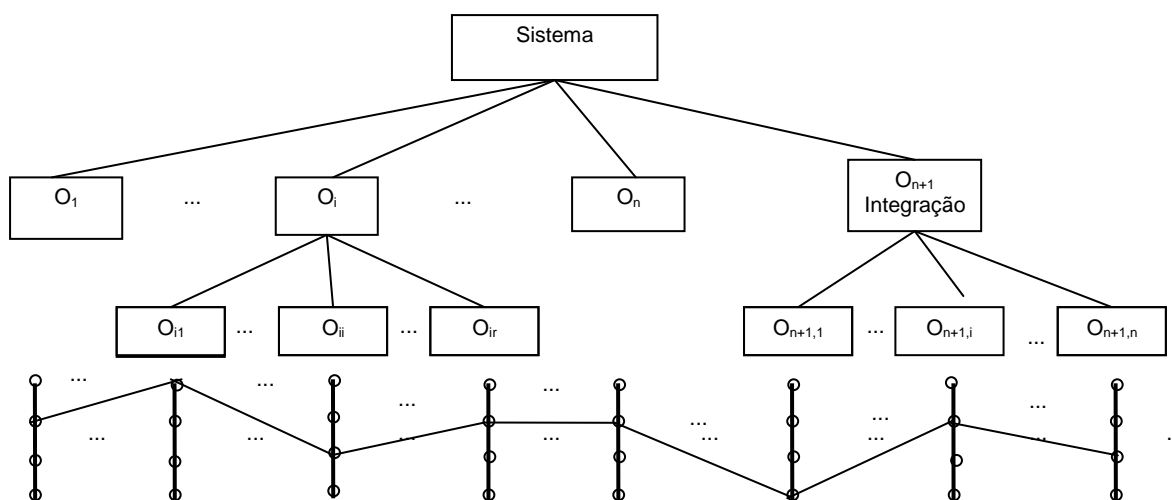 Sistema
O₁ ... Oᵢ ... Oₙ Oₙ₊₁
Integração
Oᵢ₁ ... Oᵢᵢ ... Oᵢᵣ Oₙ₊₁,₁ ... Oₙ₊₁,ᵢ ... Oₙ₊₁,ₙ
... ... ... ... ... ...
... ... ... ... ... ... ... .